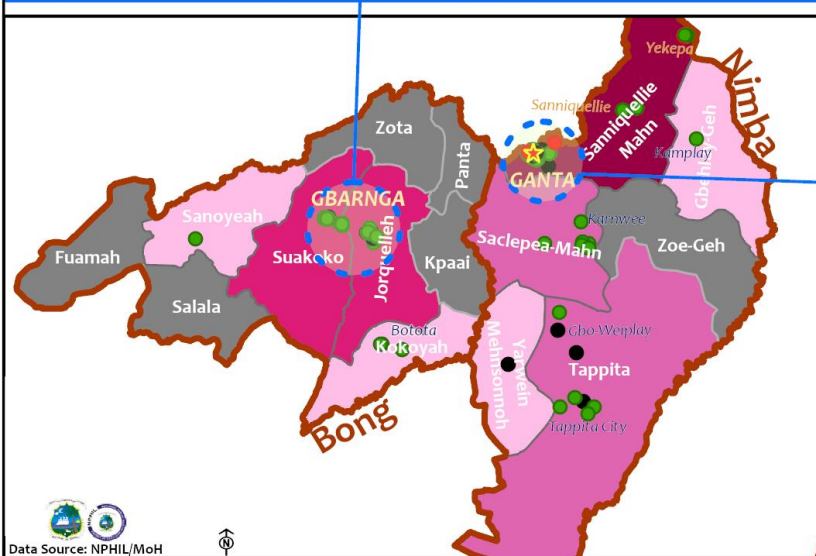 Yekepa
Nimba
Sanniquellie
Sanniquellie
Mahn
Zota
Kamplay
Gbehlay-Geh
Panta
GANTA
GBARNGA
Sanoyeah
Karnwee
Saclepea-Mahn
Zoe-Geh
Fuamah
Suakoko
Jorquelleh
Kpaai
Salala
Botota
Kokoyah
Gbo-Weiplay
Yarwein
Mehnsonnoh
Tappita
Bong
Tappita City
NPHIL
N
Data Source: NPHIL/MoH